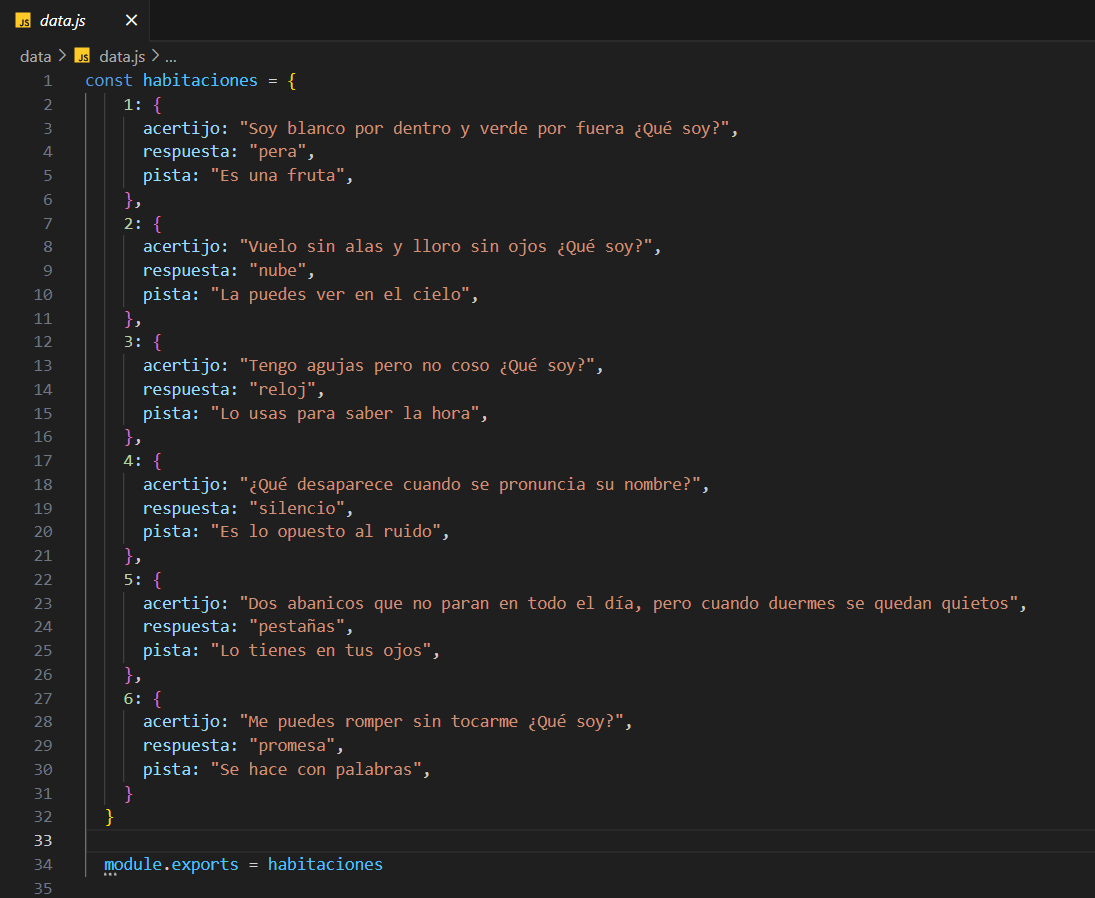 JS data.js ×
data > JS data.js > ...
1 const habitaciones = {
2 1: {
3 acertijo: "Soy blanco por dentro y verde por fuera ¿Qué soy?",
4 respuesta: "pera",
5 pista: "Es una fruta",
6 },
7 2: {
8 acertijo: "Vuelo sin alas y lloro sin ojos ¿Qué soy?",
9 respuesta: "nube",
10 pista: "La puedes ver en el cielo",
11 },
12 3: {
13 acertijo: "Tengo agujas pero no coso ¿Qué soy?",
14 respuesta: "reloj",
15 pista: "Lo usas para saber la hora",
16 },
17 4: {
18 acertijo: "¿Qué desaparece cuando se pronuncia su nombre?",
19 respuesta: "silencio",
20 pista: "Es lo opuesto al ruido",
21 },
22 5: {
23 acertijo: "Dos abanicos que no paran en todo el día, pero cuando duermes se quedan quietos",
24 respuesta: "pestañas",
25 pista: "Lo tienes en tus ojos",
26 },
27 6: {
28 acertijo: "Me puedes romper sin tocarme ¿Qué soy?",
29 respuesta: "promesa",
30 pista: "Se hace con palabras",
31 }
32 }
33
34 module.exports = habitaciones
35